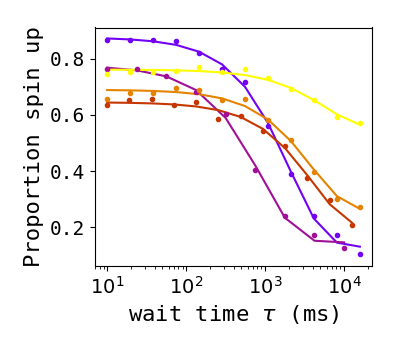 Proportion spin up
0.8
0.6
0.4
0.2
10¹ 10² 10³ 10⁴
wait time τ (ms)